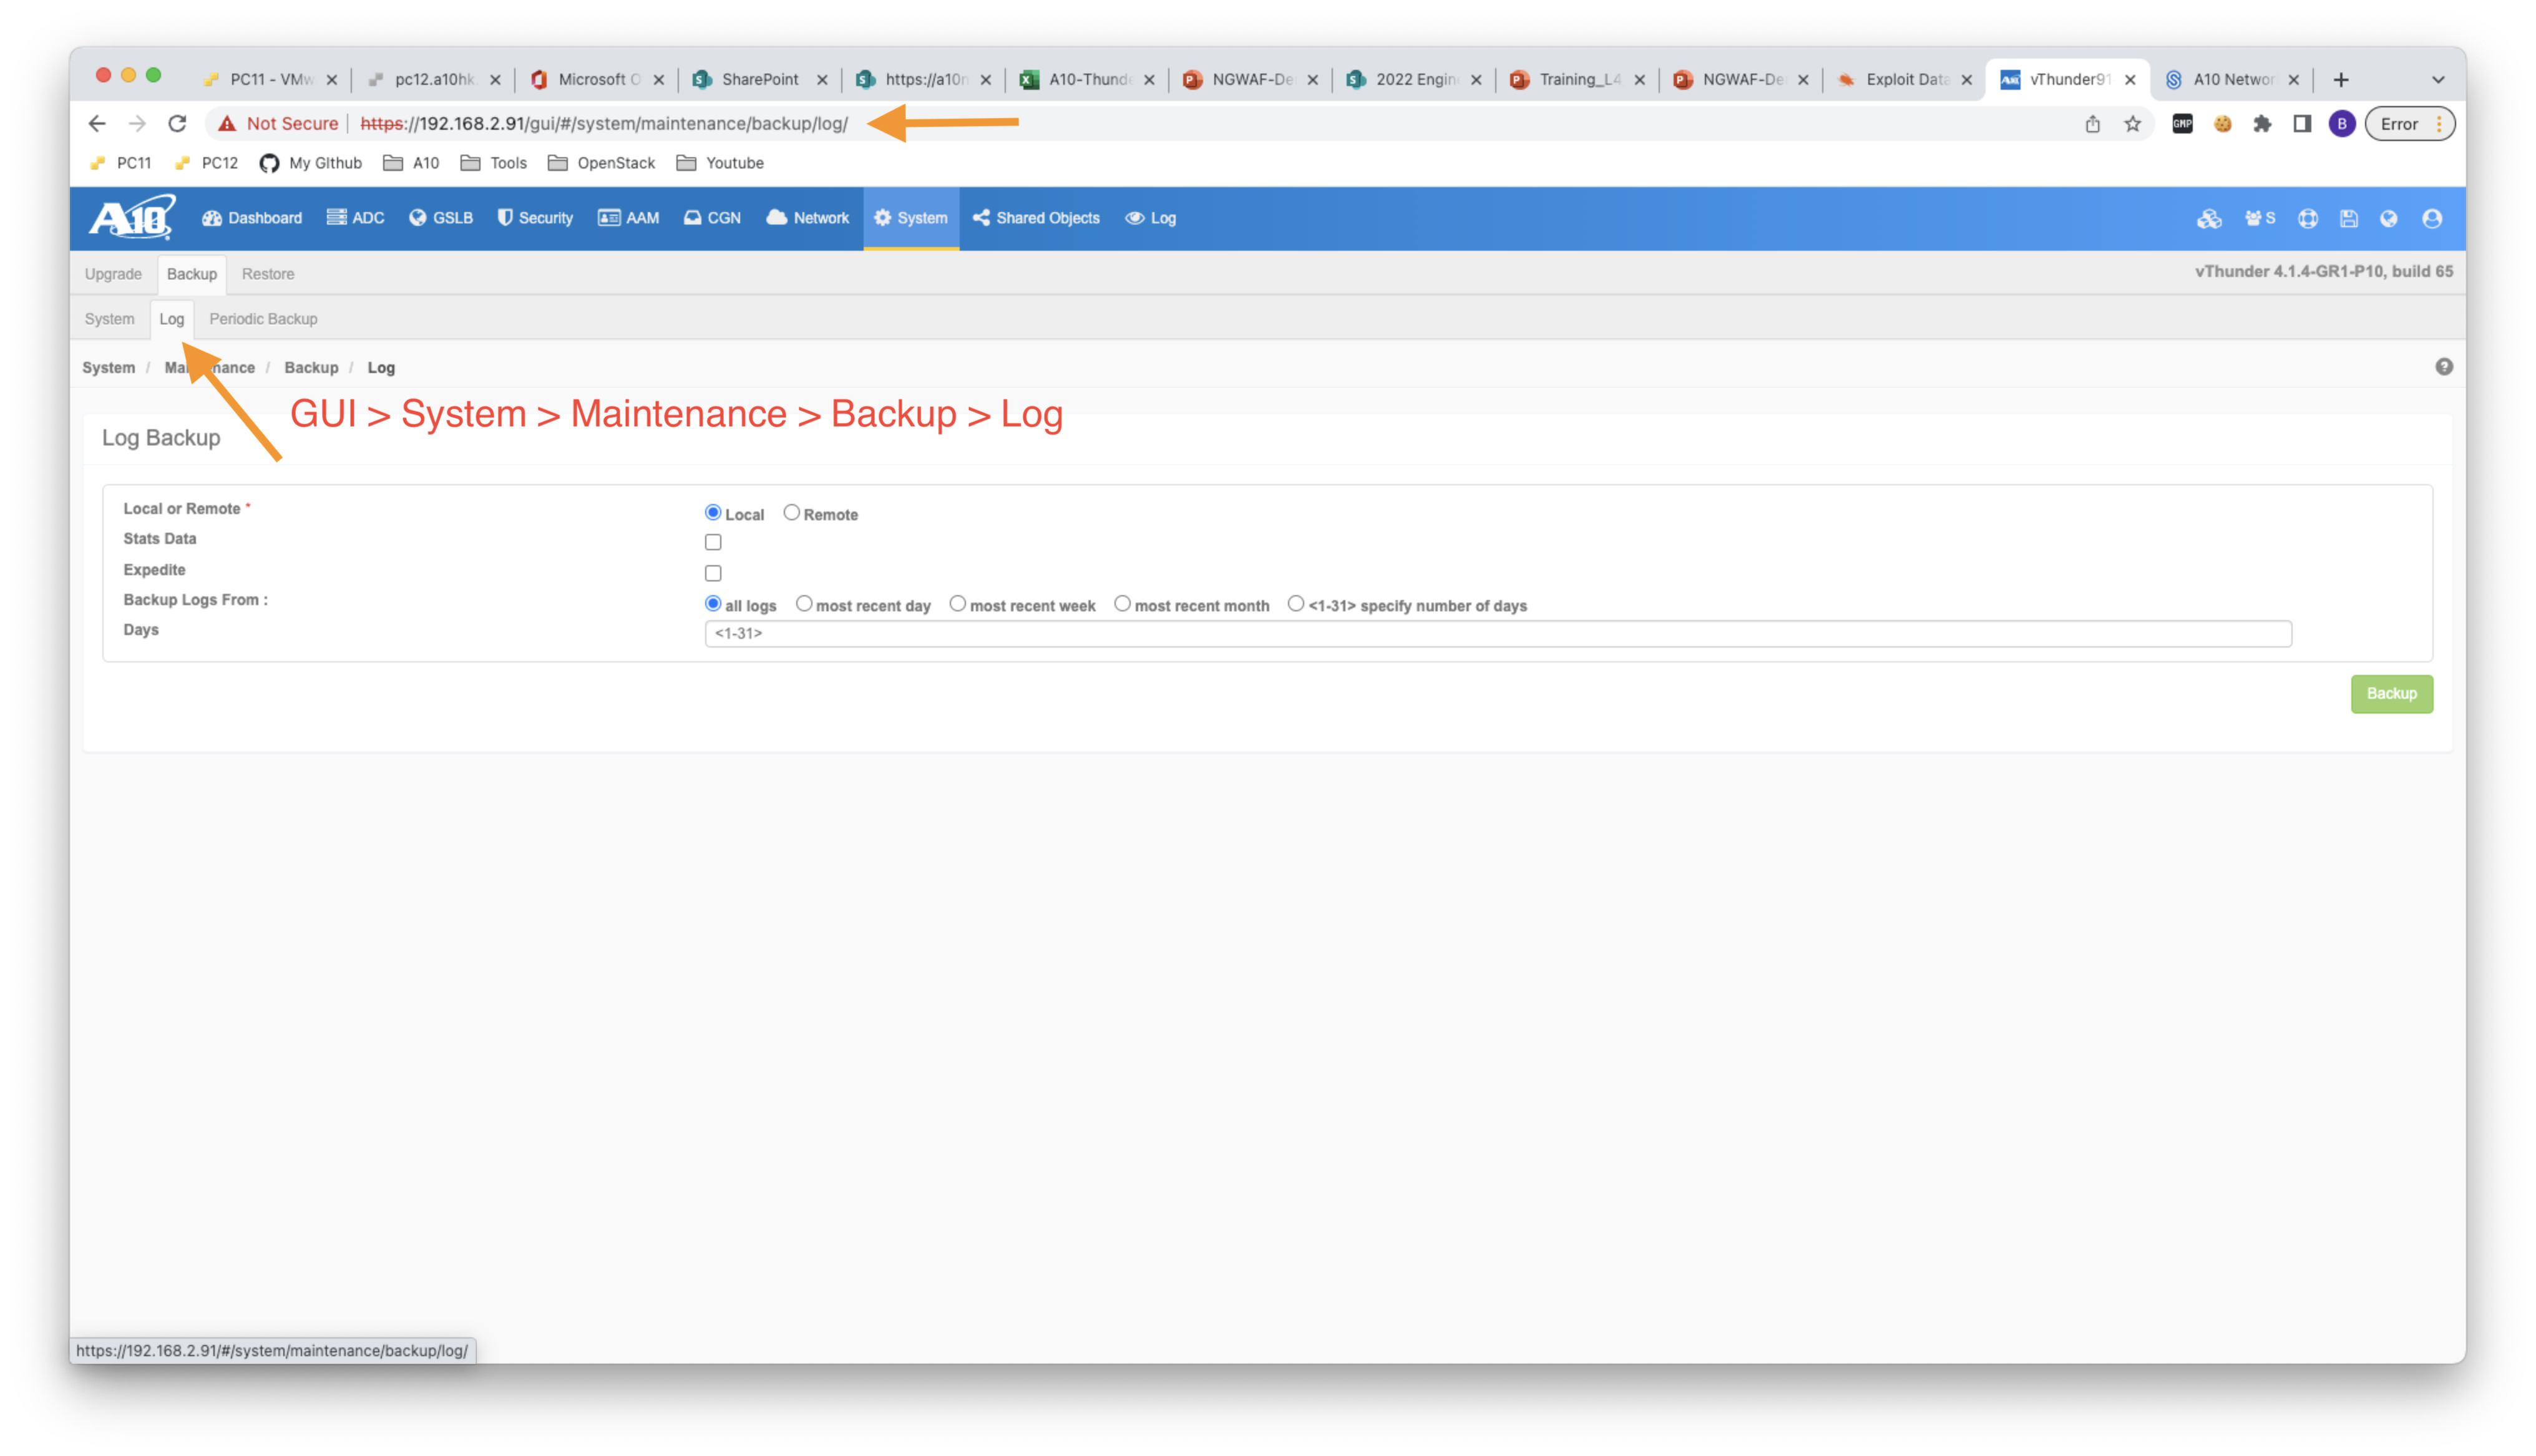 PC11 - VMw
pc12.a10hk.
Microsoft O
SharePoint
https://a10n
A10-Thund
NGWAF-De
2022 Engin
Training_L4
NGWAF-De
Exploit Data
vThunder91
A10 Networ
Not Secure https://192.168.2.91/gui/#/system/maintenance/backup/log/
GMP
B
Error
PC11 PC12 My GIthub A10 Tools OpenStack Youtube
A10 Dashboard ADC GSLB Security AAM CGN Network System Shared Objects Log S
Upgrade Backup Restore vThunder 4.1.4-GR1-P10, build 65
System Log Periodic Backup
System / Ma nance / Backup / Log
GUI > System > Maintenance > Backup > Log
Log Backup
Local or Remote * Local Remote
Stats Data
Expedite
Backup Logs From : all logs most recent day most recent week most recent month <1-31> specify number of days
Days <1-31>
Backup
https://192.168.2.91/#/system/maintenance/backup/log/